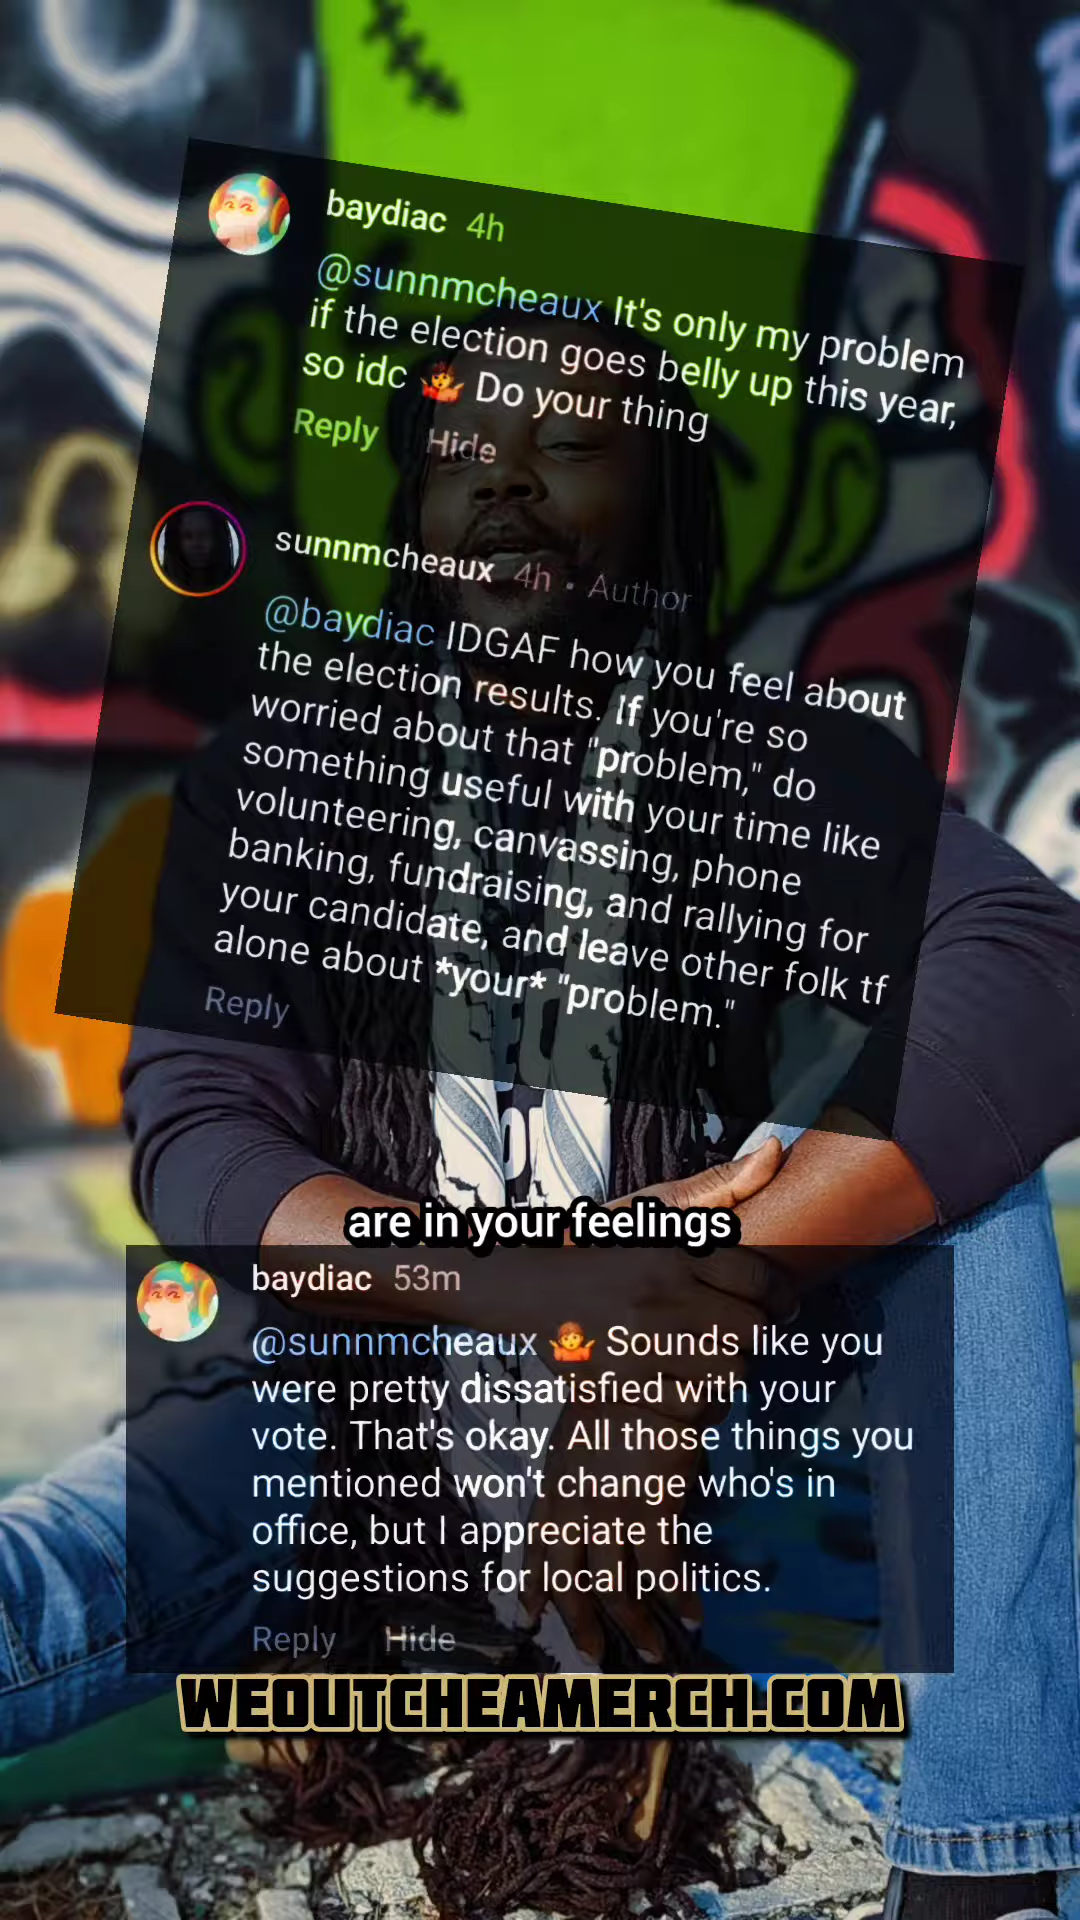 baydiac 4h
@sunnmcheaux It's only my problem
if the election goes belly up this year,
so idc 🤷 Do your thing
Reply Hide
sunnmcheaux 4h • Author
@baydiac IDGAF how you feel about
the election results. If you're so
worried about that "problem," do
something useful with your time like
volunteering, canvassing, phone
banking, fundraising, and rallying for
your candidate, and leave other folk tf
alone about *your* "problem."
Reply
are in your feelings
baydiac 53m
@sunnmcheaux 🤷 Sounds like you
were pretty dissatisfied with your
vote. That's okay. All those things you
mentioned won't change who's in
office, but I appreciate the
suggestions for local politics.
Reply Hide
WEOUTCHEAMERCH.COM